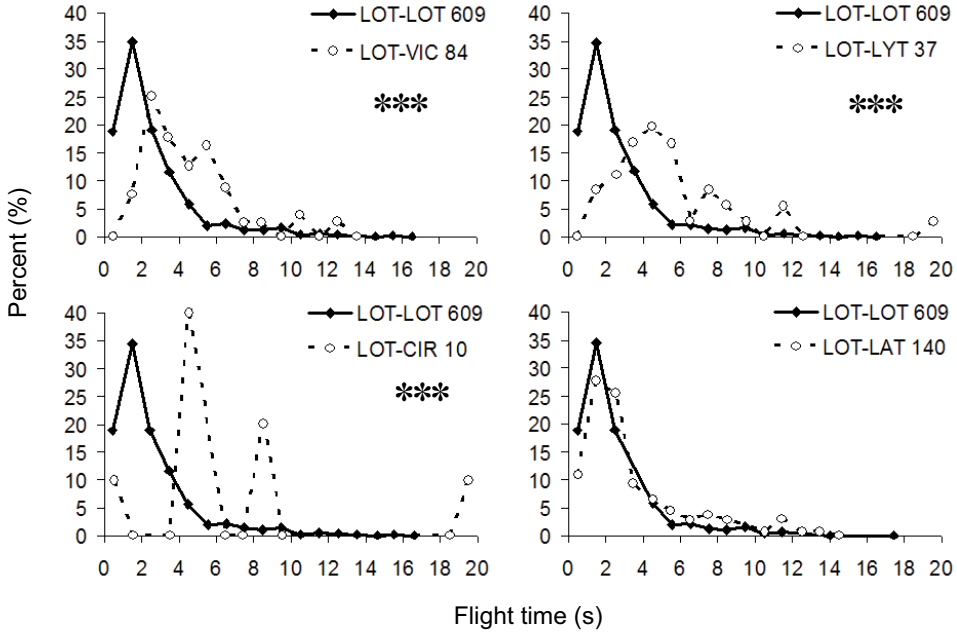 LOT-LOT 609
LOT-VIC 84
***
40
35
30
25
20
15
10
5
0
0 2 4 6 8 10 12 14 16 18 20
LOT-LOT 609
LOT-LYT 37
***
40
35
30
25
20
15
10
5
0
0 2 4 6 8 10 12 14 16 18 20
Percent (%)
LOT-LOT 609
LOT-CIR 10
***
40
35
30
25
20
15
10
5
0
0 2 4 6 8 10 12 14 16 18 20
LOT-LOT 609
LOT-LAT 140
40
35
30
25
20
15
10
5
0
0 2 4 6 8 10 12 14 16 18 20
Flight time (s)